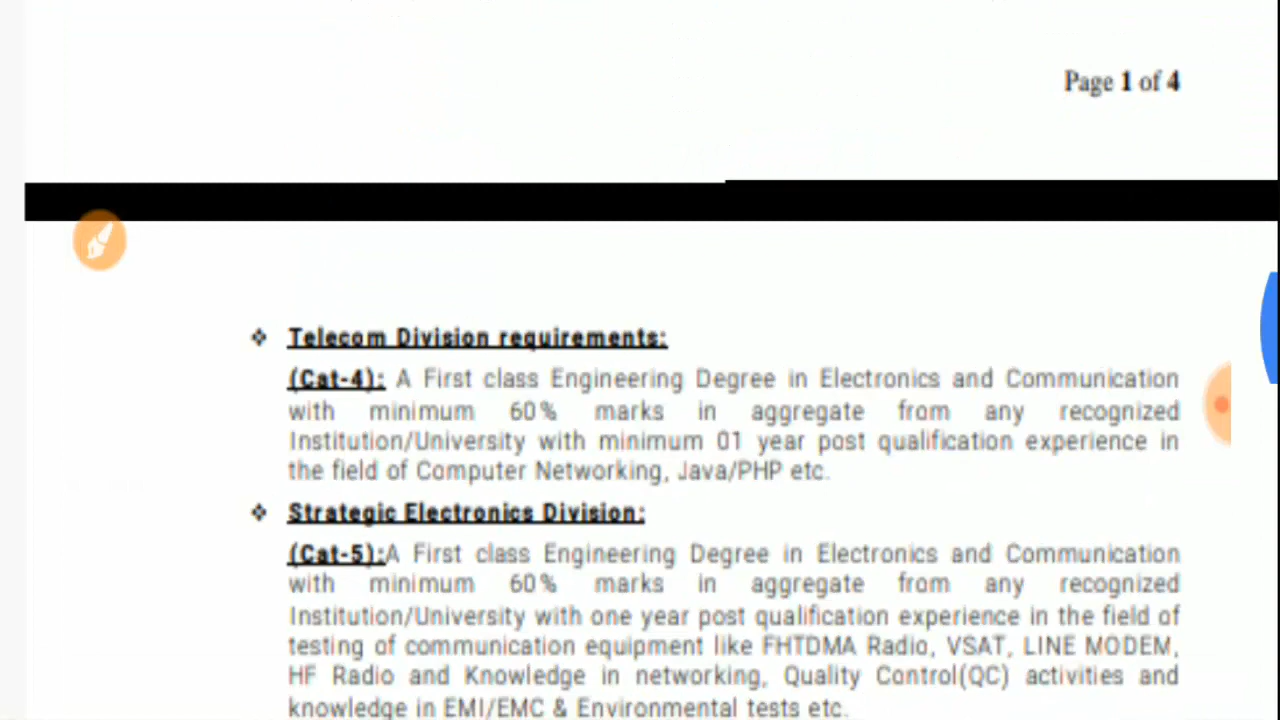 Page 1 of 4
❖ Telecom Division requirements:
(Cat-4): A First class Engineering Degree in Electronics and Communication
with minimum 60% marks in aggregate from any recognized
Institution/University with minimum 01 year post qualification experience in
the field of Computer Networking, Java/PHP etc.
❖ Strategic Electronics Division:
(Cat-5):A First class Engineering Degree in Electronics and Communication
with minimum 60% marks in aggregate from any recognized
Institution/University with one year post qualification experience in the field of
testing of communication equipment like FHTDMA Radio, VSAT, LINE MODEM,
HF Radio and Knowledge in networking, Quality Control(QC) activities and
knowledge in EMI/EMC & Environmental tests etc.